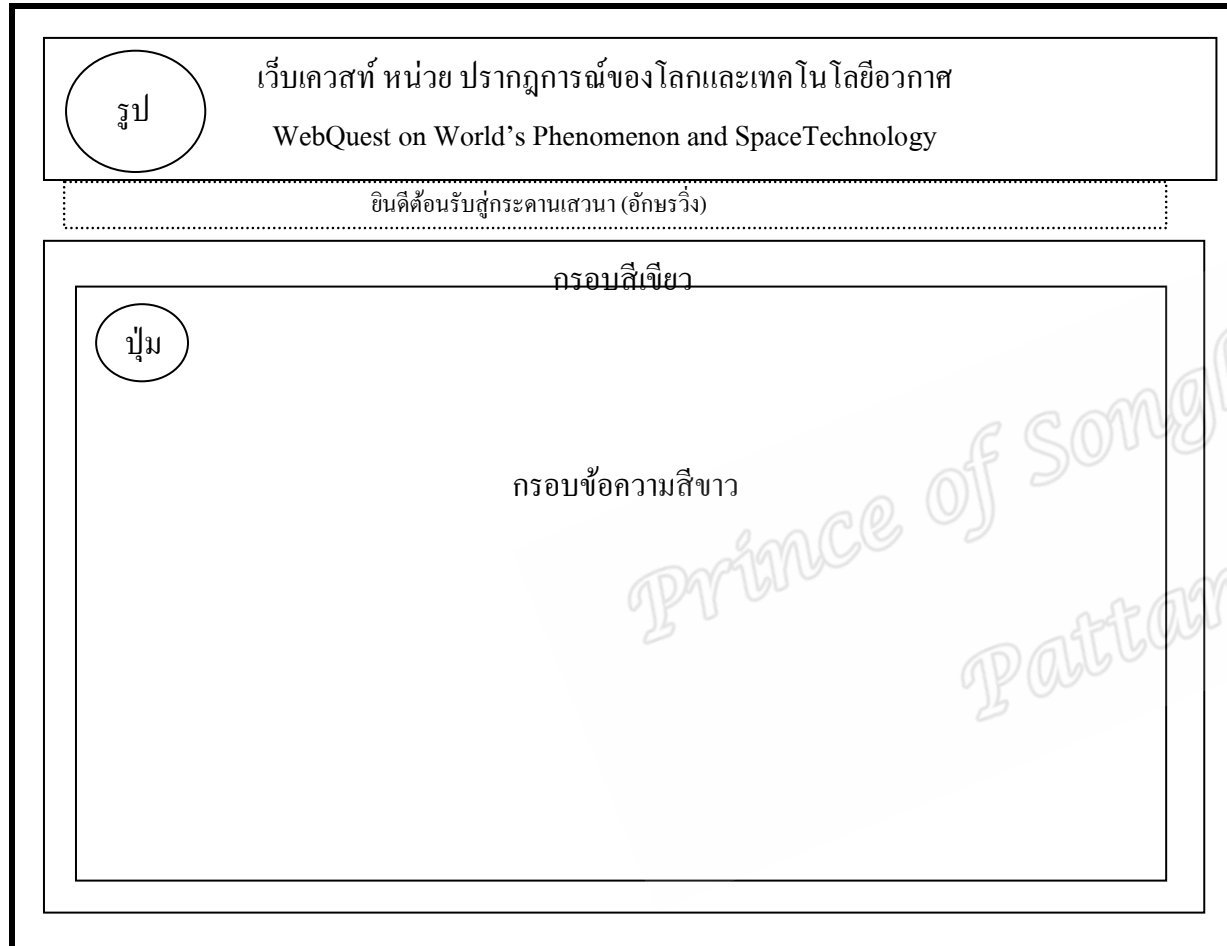 รูป
เว็บเควสท์ หน่วย ปรากฎการณ์ของโลกและเทคโนโลยีอวกาศ
WebQuest on World’s Phenomenon and SpaceTechnology
ยินดีต้อนรับสู่กระดานเสวนา (อักษรวิ่ง)
กรอบสีเขียว
ปุ่ม
กรอบข้อความสีขาว
Prince of